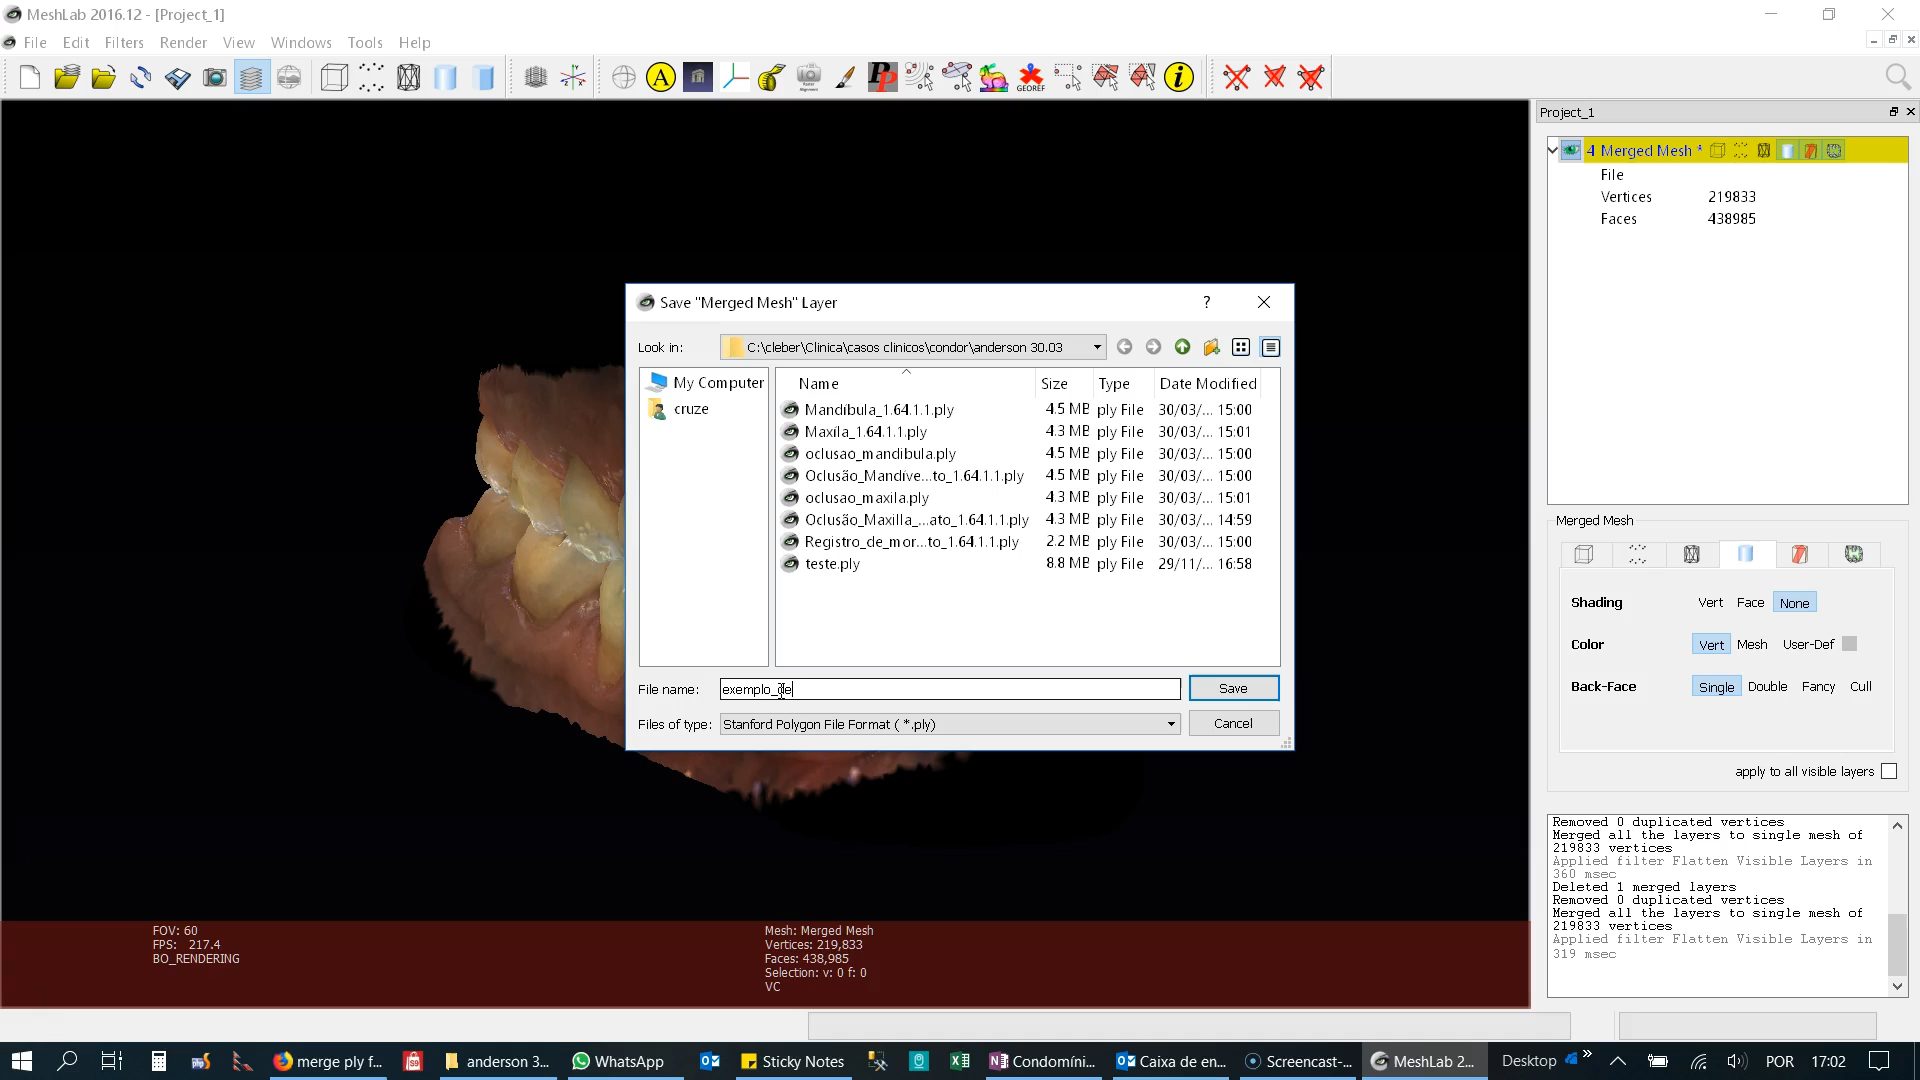 MeshLab 2016.12 - [Project_1]
File Edit Filters Render View Windows Tools Help
A
PP
GEOREF
i
Project_1
4 Merged Mesh *
File
Vertices 219833
Faces 438985
Save "Merged Mesh" Layer
?
Look in: C:\cleber\Clinica\casos clinicos\condor\anderson 30.03
My Computer
cruze
Name Size Type Date Modified
Mandíbula_1.64.1.1.ply 4.5 MB ply File 30/03/... 15:00
Maxíla_1.64.1.1.ply 4.3 MB ply File 30/03/... 15:01
oclusao_mandibula.ply 4.5 MB ply File 30/03/... 15:00
Oclusão_Mandíve...to_1.64.1.1.ply 4.5 MB ply File 30/03/... 15:00
oclusao_maxila.ply 4.3 MB ply File 30/03/... 15:01
Oclusão_Maxilla_...ato_1.64.1.1.ply 4.3 MB ply File 30/03/... 14:59
Registro_de_mor...to_1.64.1.1.ply 2.2 MB ply File 30/03/... 15:00
teste.ply 8.8 MB ply File 29/11/... 16:58
File name: exemplo_de Save
Files of type: Stanford Polygon File Format ( *.ply) Cancel
Merged Mesh
Shading Vert Face None
Color Vert Mesh User-Def
Back-Face Single Double Fancy Cull
apply to all visible layers
Removed 0 duplicated vertices
Merged all the layers to single mesh of
219833 vertices
Applied filter Flatten Visible Layers in
360 msec
Deleted 1 merged layers
Removed 0 duplicated vertices
Merged all the layers to single mesh of
219833 vertices
Applied filter Flatten Visible Layers in
319 msec
FOV: 60
FPS: 217.4
BO_RENDERING
Mesh: Merged Mesh
Vertices: 219,833
Faces: 438,985
Selection: v: 0 f: 0
VC
merge ply f... anderson 3... WhatsApp Sticky Notes Condomíni... Caixa de en... Screencast-... MeshLab 2... Desktop » POR 17:02